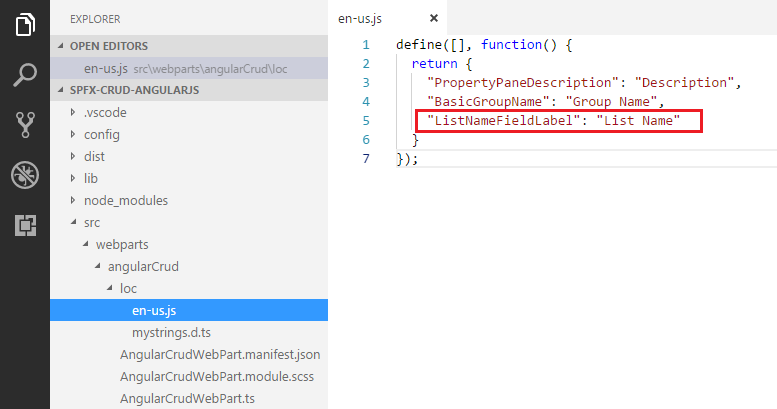 EXPLORER
OPEN EDITORS
en-us.js src\webparts\angularCrud\loc
SPFX-CRUD-ANGULARJS
.vscode
config
dist
lib
node_modules
src
webparts
angularCrud
loc
en-us.js
mystrings.d.ts
AngularCrudWebPart.manifest.json
AngularCrudWebPart.module.scss
AngularCrudWebPart.ts
en-us.js ×
1 define([], function() {
2 return {
3 "PropertyPaneDescription": "Description",
4 "BasicGroupName": "Group Name",
5 "ListNameFieldLabel": "List Name"
6 }
7 });